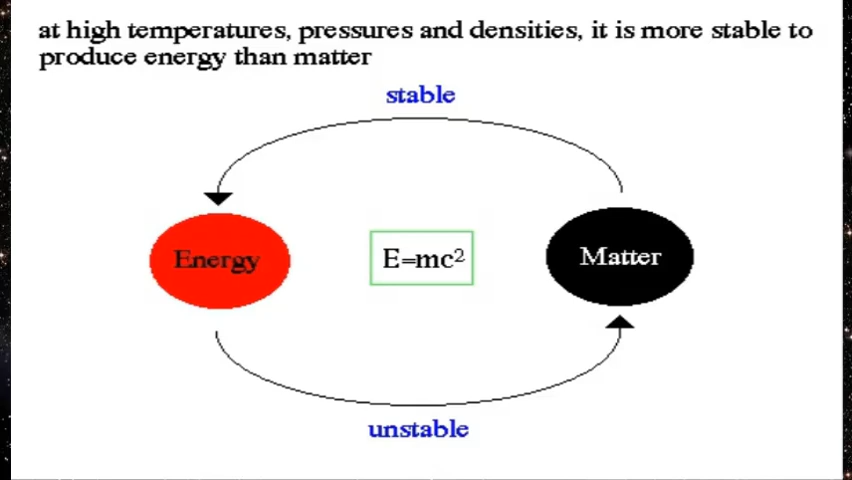 at high temperatures, pressures and densities, it is more stable to
produce energy than matter
stable
Energy
E=mc²
Matter
unstable